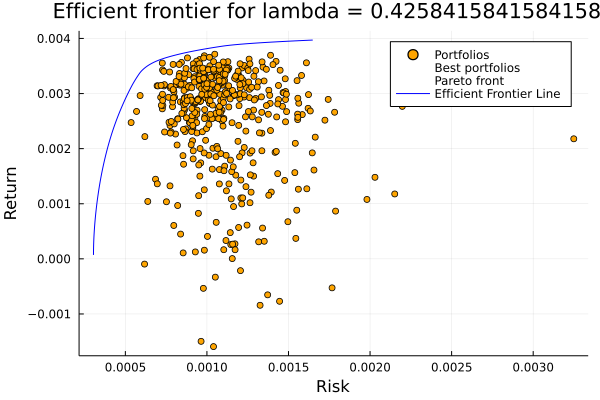 Efficient frontier for lambda = 0.4258415841584158
0.004
0.003
0.002
0.001
0.000
−0.001
Return
Portfolios
Best portfolios
Pareto front
Efficient Frontier Line
0.0005 0.0010 0.0015 0.0020 0.0025 0.0030
Risk